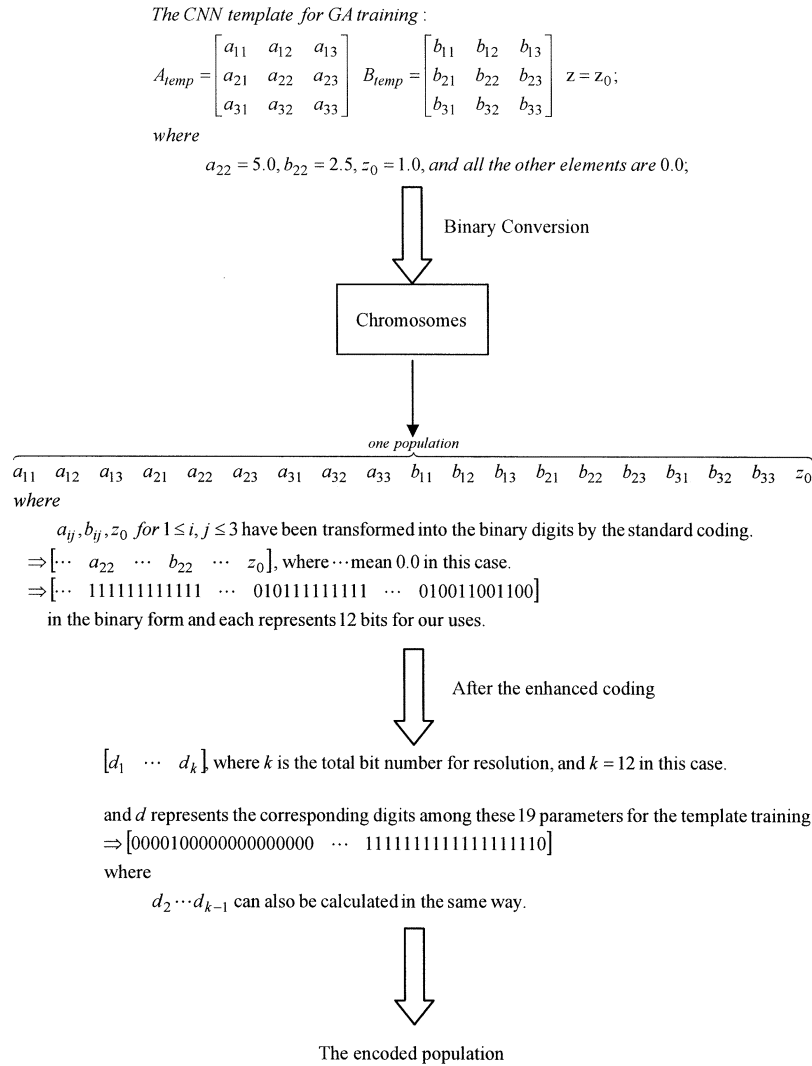 The CNN template for GA training :
A_temp = [a11 a12 a13; a21 a22 a23; a31 a32 a33] B_temp = [b11 b12 b13; b21 b22 b23; b31 b32 b33] z = z0;
where
a22 = 5.0, b22 = 2.5, z0 = 1.0, and all the other elements are 0.0;
Binary Conversion
Chromosomes
one population
a11 a12 a13 a21 a22 a23 a31 a32 a33 b11 b12 b13 b21 b22 b23 b31 b32 b33 z0
where
aij, bij, z0 for 1 ≤ i, j ≤ 3 have been transformed into the binary digits by the standard coding.
⇒ [⋯ a22 ⋯ b22 ⋯ z0], where ⋯ mean 0.0 in this case.
⇒ [⋯ 111111111111 ⋯ 010111111111 ⋯ 010011001100]
in the binary form and each represents 12 bits for our uses.
After the enhanced coding
[d1 ⋯ dk], where k is the total bit number for resolution, and k = 12 in this case.
and d represents the corresponding digits among these 19 parameters for the template training
⇒ [0000100000000000000 ⋯ 1111111111111111110]
where
d2 ⋯ dk−1 can also be calculated in the same way.
The encoded population